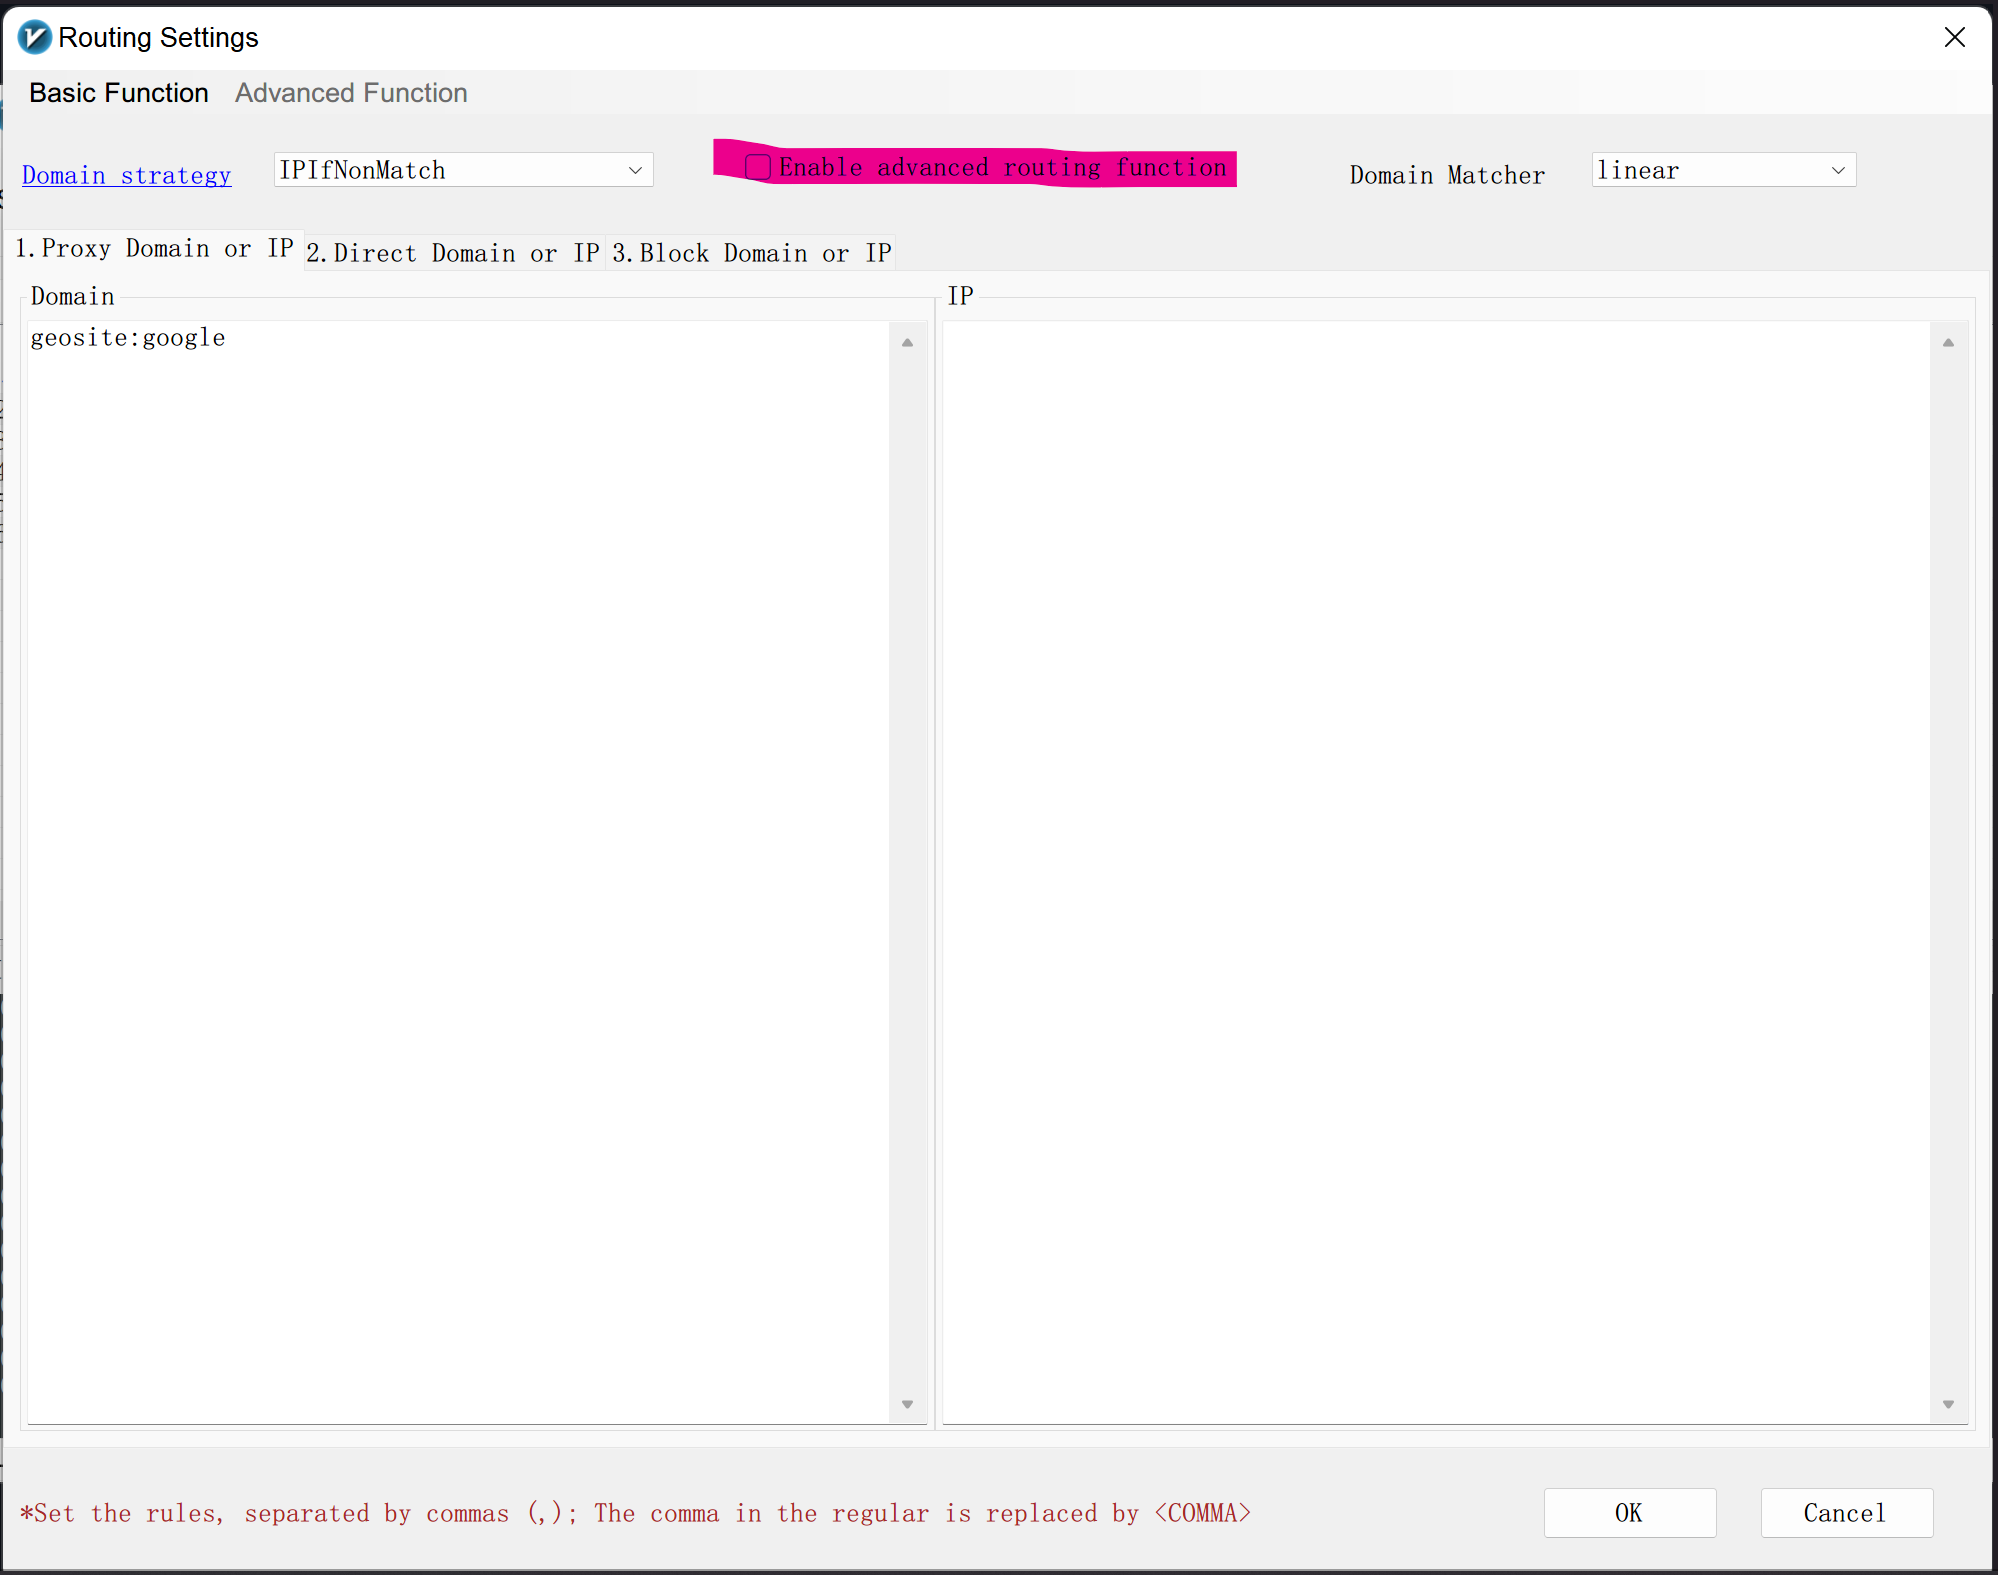 Routing Settings
Basic Function Advanced Function
Domain strategy IPIfNonMatch Enable advanced routing function Domain Matcher linear
1.Proxy Domain or IP 2.Direct Domain or IP 3.Block Domain or IP
Domain IP
geosite:google
*Set the rules, separated by commas (,); The comma in the regular is replaced by <COMMA> OK Cancel